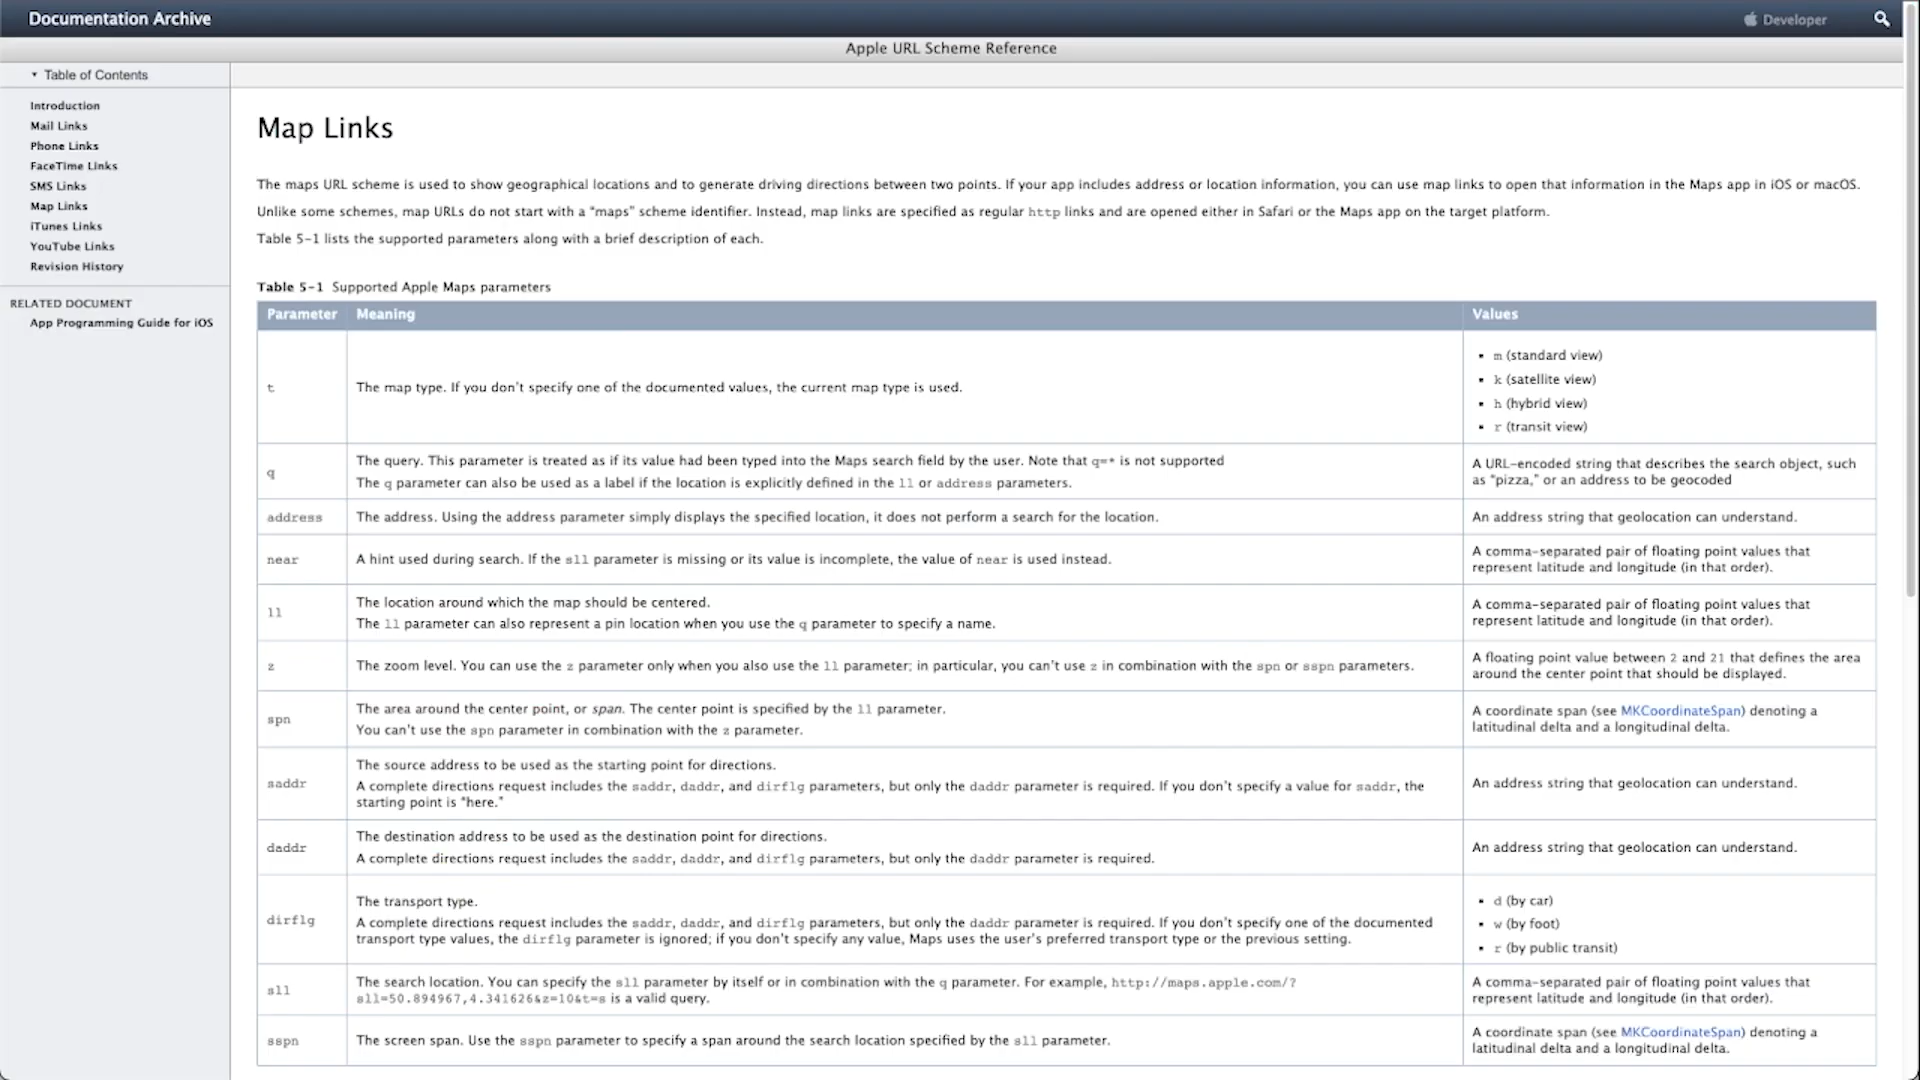 Documentation Archive
Developer
Apple URL Scheme Reference
▼ Table of Contents
Introduction
Mail Links
Phone Links
FaceTime Links
SMS Links
Map Links
iTunes Links
YouTube Links
Revision History
RELATED DOCUMENT
App Programming Guide for iOS
Map Links
The maps URL scheme is used to show geographical locations and to generate driving directions between two points. If your app includes address or location information, you can use map links to open that information in the Maps app in iOS or macOS.
Unlike some schemes, map URLs do not start with a “maps” scheme identifier. Instead, map links are specified as regular http links and are opened either in Safari or the Maps app on the target platform.
Table 5-1 lists the supported parameters along with a brief description of each.
Table 5-1 Supported Apple Maps parameters
Parameter Meaning Values
t
The map type. If you don’t specify one of the documented values, the current map type is used.
▪ m (standard view)
▪ k (satellite view)
▪ h (hybrid view)
▪ r (transit view)
q
The query. This parameter is treated as if its value had been typed into the Maps search field by the user. Note that q=* is not supported
The q parameter can also be used as a label if the location is explicitly defined in the ll or address parameters.
A URL-encoded string that describes the search object, such
as “pizza,” or an address to be geocoded
address
The address. Using the address parameter simply displays the specified location, it does not perform a search for the location.
An address string that geolocation can understand.
near
A hint used during search. If the sll parameter is missing or its value is incomplete, the value of near is used instead.
A comma-separated pair of floating point values that
represent latitude and longitude (in that order).
ll
The location around which the map should be centered.
The ll parameter can also represent a pin location when you use the q parameter to specify a name.
A comma-separated pair of floating point values that
represent latitude and longitude (in that order).
z
The zoom level. You can use the z parameter only when you also use the ll parameter; in particular, you can’t use z in combination with the spn or sspn parameters.
A floating point value between 2 and 21 that defines the area
around the center point that should be displayed.
spn
The area around the center point, or span. The center point is specified by the ll parameter.
You can’t use the spn parameter in combination with the z parameter.
A coordinate span (see MKCoordinateSpan) denoting a
latitudinal delta and a longitudinal delta.
saddr
The source address to be used as the starting point for directions.
A complete directions request includes the saddr, daddr, and dirflg parameters, but only the daddr parameter is required. If you don’t specify a value for saddr, the
starting point is “here.”
An address string that geolocation can understand.
daddr
The destination address to be used as the destination point for directions.
A complete directions request includes the saddr, daddr, and dirflg parameters, but only the daddr parameter is required.
An address string that geolocation can understand.
dirflg
The transport type.
A complete directions request includes the saddr, daddr, and dirflg parameters, but only the daddr parameter is required. If you don’t specify one of the documented
transport type values, the dirflg parameter is ignored; if you don’t specify any value, Maps uses the user’s preferred transport type or the previous setting.
▪ d (by car)
▪ w (by foot)
▪ r (by public transit)
sll
The search location. You can specify the sll parameter by itself or in combination with the q parameter. For example, http://maps.apple.com/?
sll=50.894967,4.341626&z=10&t=s is a valid query.
A comma-separated pair of floating point values that
represent latitude and longitude (in that order).
sspn
The screen span. Use the sspn parameter to specify a span around the search location specified by the sll parameter.
A coordinate span (see MKCoordinateSpan) denoting a
latitudinal delta and a longitudinal delta.